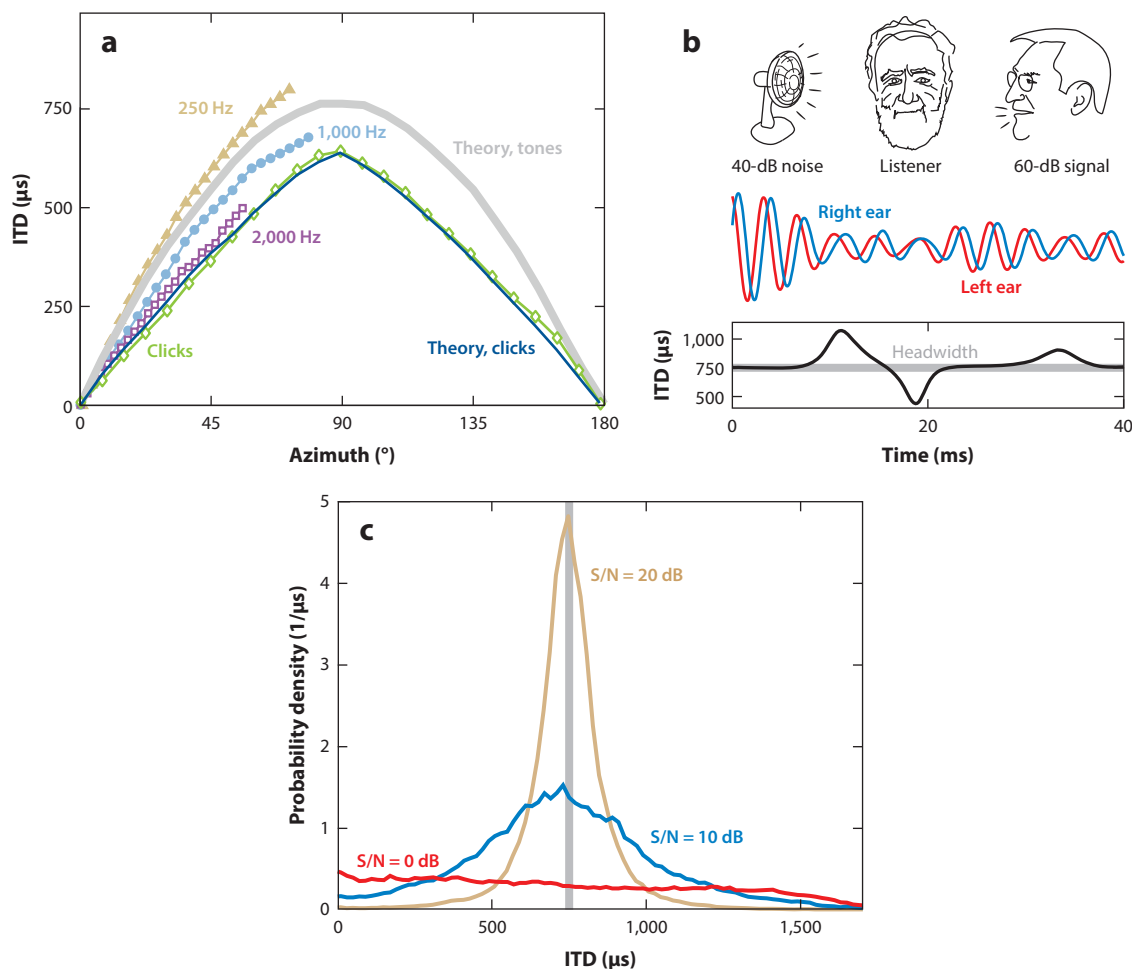 a
ITD (µs)
750
500
250
0
250 Hz
1,000 Hz
Theory, tones
2,000 Hz
Clicks
Theory, clicks
0
45
90
135
180
Azimuth (°)
b
40-dB noise
Listener
60-dB signal
Right ear
Left ear
ITD (µs)
1,000
750
500
Headwidth
0
20
40
Time (ms)
c
Probability density (1/µs)
5
4
3
2
1
0
S/N = 20 dB
S/N = 10 dB
S/N = 0 dB
0
500
1,000
1,500
ITD (µs)